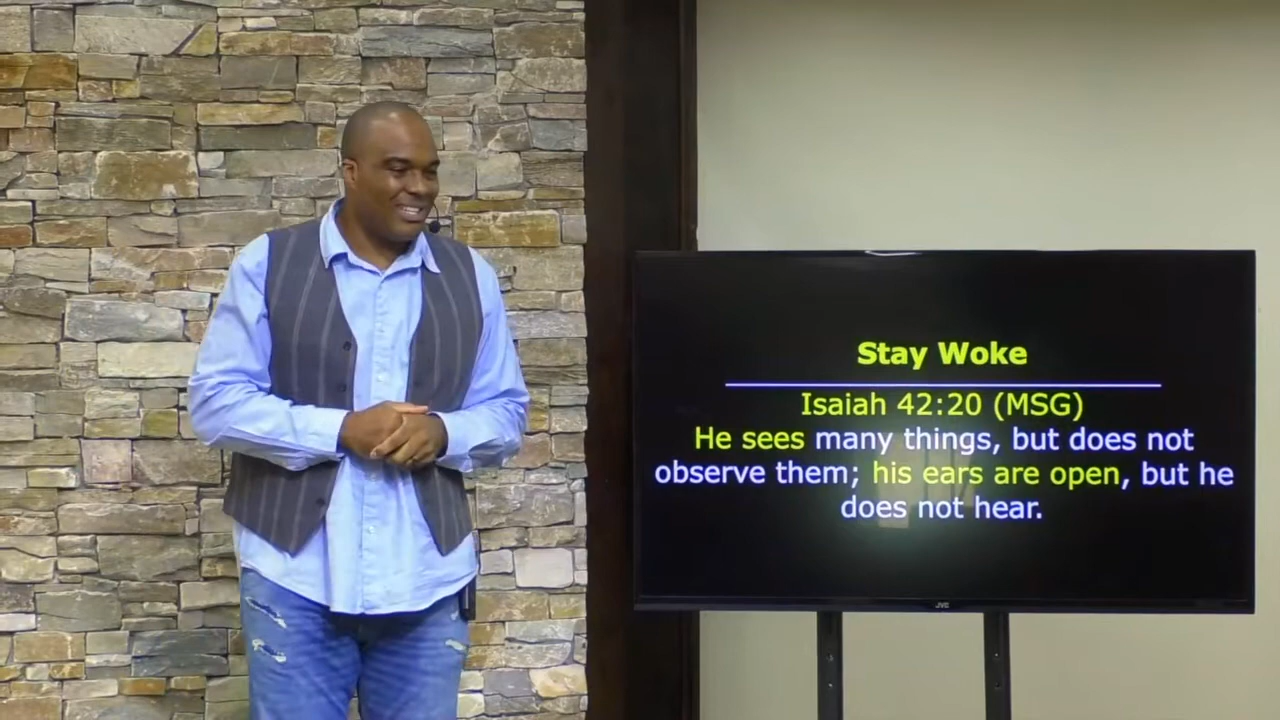 Stay Woke
Isaiah 42:20 (MSG)
He sees many things, but does not
observe them; his ears are open, but he
does not hear.
JVC